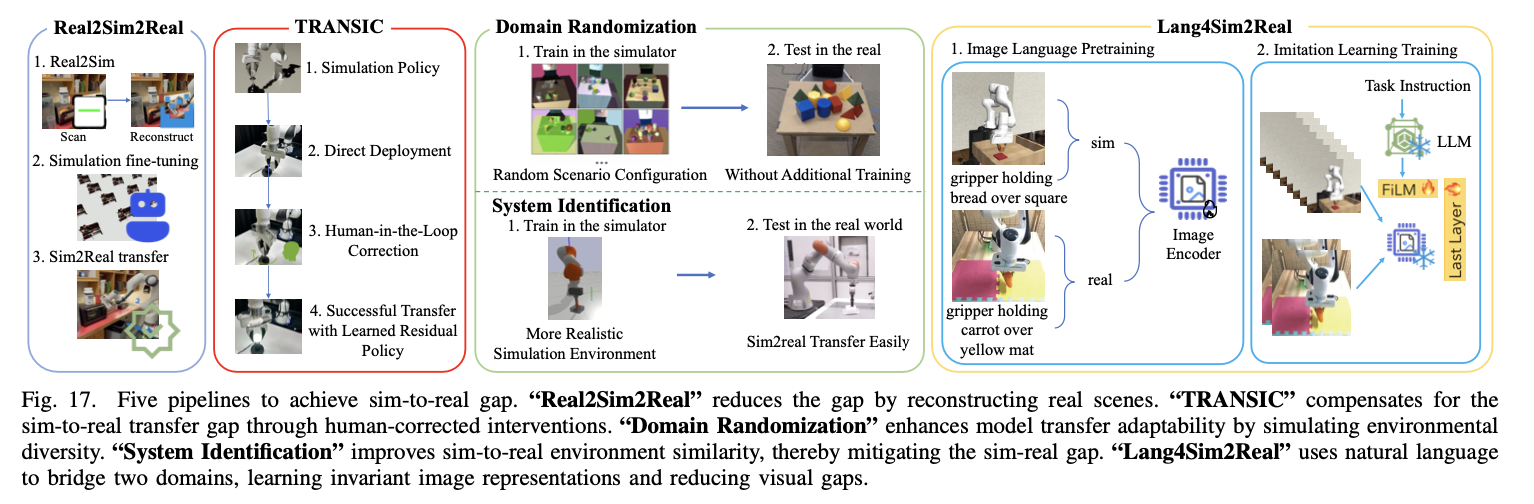 Real2Sim2Real
1. Real2Sim
Scan
Reconstruct
2. Simulation fine-tuning
3. Sim2Real transfer
TRANSIC
1. Simulation Policy
2. Direct Deployment
3. Human-in-the-Loop
Correction
4. Successful Transfer
with Learned Residual
Policy
Domain Randomization
1. Train in the simulator
2. Test in the real
...
Random Scenario Configuration
Without Additional Training
System Identification
1. Train in the simulator
2. Test in the real world
More Realistic
Simulation Environment
Sim2real Transfer Easily
Lang4Sim2Real
1. Image Language Pretraining
sim
gripper holding
bread over square
real
gripper holding
carrot over
yellow mat
Image
Encoder
2. Imitation Learning Training
Task Instruction
LLM
FiLM
Last Layer
Fig. 17. Five pipelines to achieve sim-to-real gap. “Real2Sim2Real” reduces the gap by reconstructing real scenes. “TRANSIC” compensates for the
sim-to-real transfer gap through human-corrected interventions. “Domain Randomization” enhances model transfer adaptability by simulating environmental
diversity. “System Identification” improves sim-to-real environment similarity, thereby mitigating the sim-real gap. “Lang4Sim2Real” uses natural language
to bridge two domains, learning invariant image representations and reducing visual gaps.